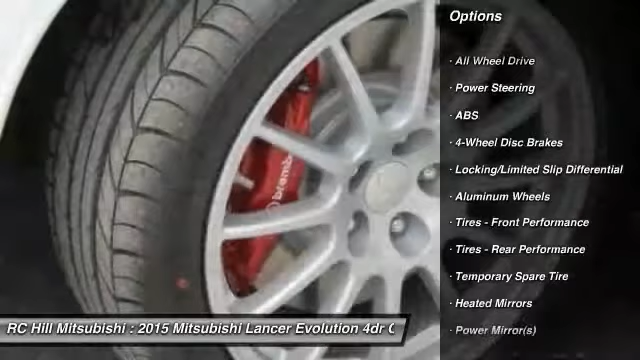 Options
· All Wheel Drive
· Power Steering
· ABS
· 4-Wheel Disc Brakes
· Locking/Limited Slip Differential
· Aluminum Wheels
· Tires - Front Performance
· Tires - Rear Performance
· Temporary Spare Tire
· Heated Mirrors
· Power Mirror(s)
brembo
RC Hill Mitsubishi : 2015 Mitsubishi Lancer Evolution 4dr